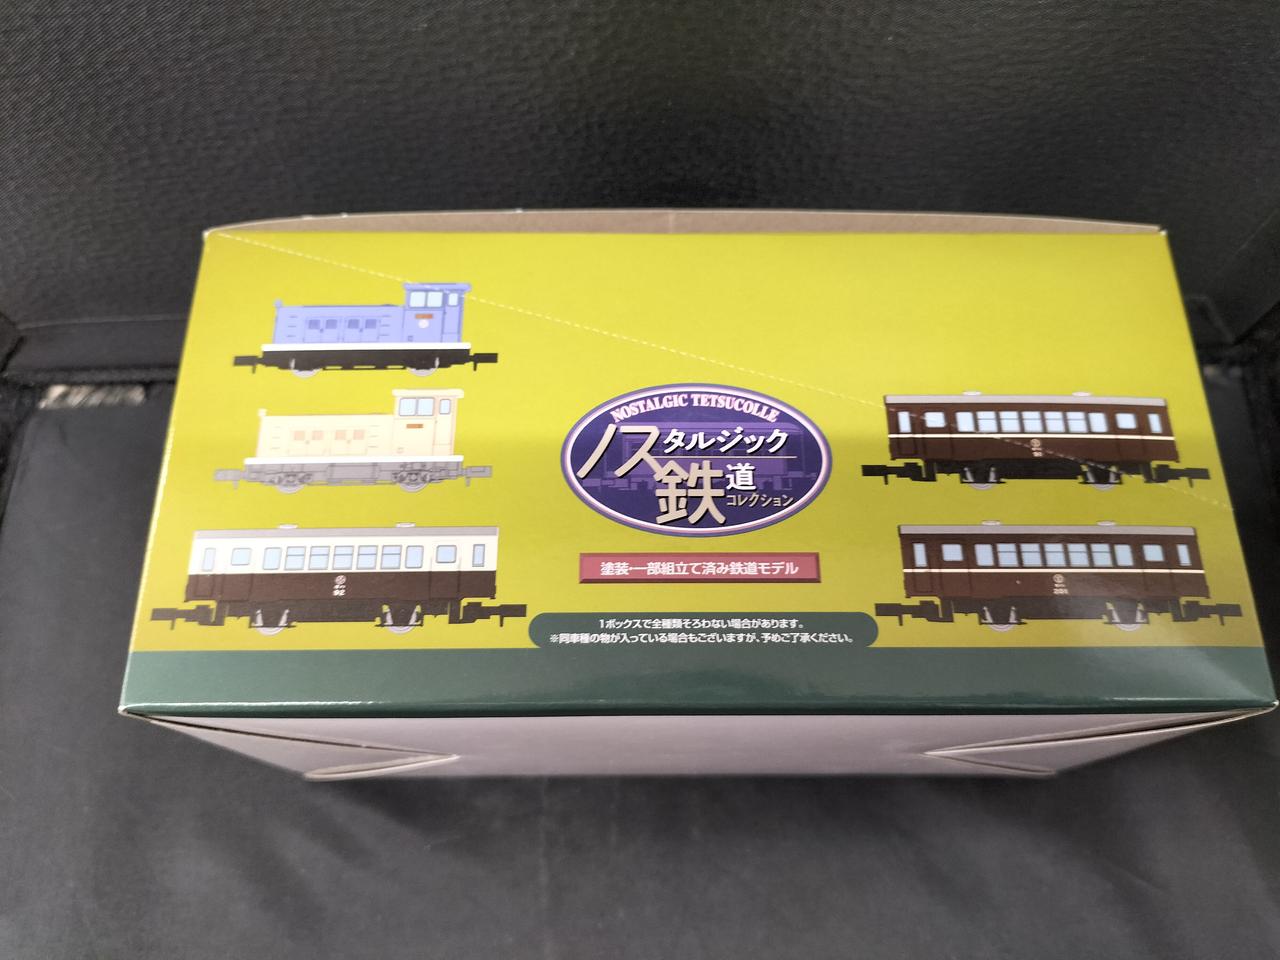 NOSTALGIC TETSUCOLLE
ノスタルジック
鉄道
コレクション
塗装・一部組立て済み鉄道モデル
1ボックスで全種類そろわない場合があります。
※同車種の物が入っている場合もございますが、予めご了承ください。
92
201